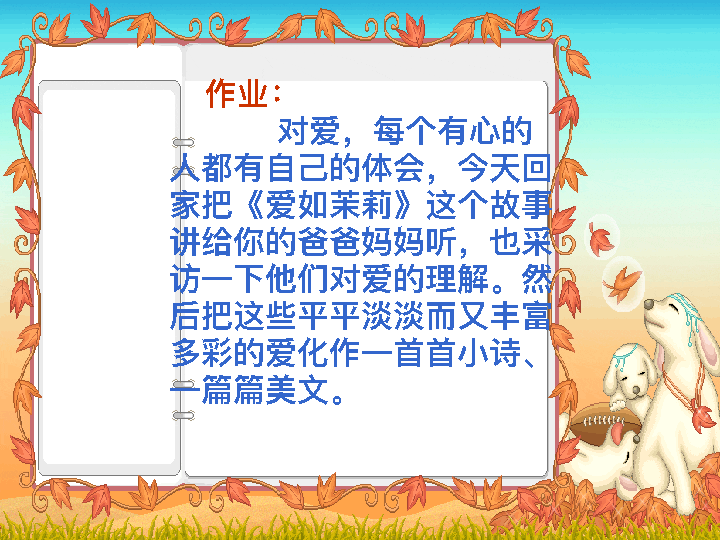 作业：
对爱，每个有心的
人都有自己的体会，今天回
家把《爱如茉莉》这个故事
讲给你的爸爸妈妈听，也采
访一下他们对爱的理解。然
后把这些平平淡淡而又丰富
多彩的爱化作一首首小诗、
一篇篇美文。